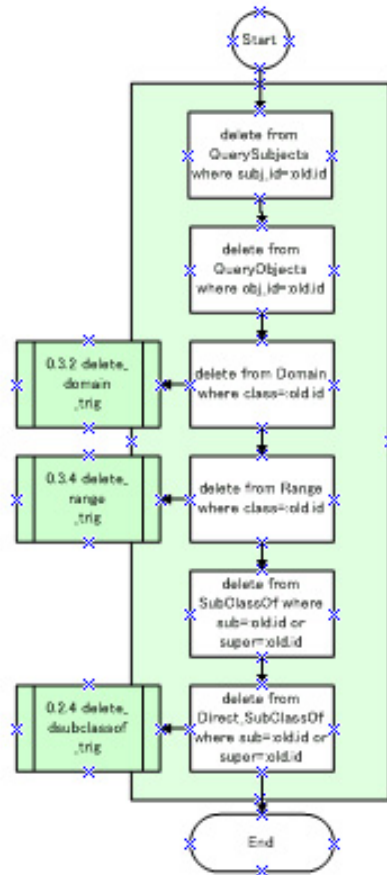 Start
delete from
QuerySubjects
where subj_id=:old.id
delete from
QueryObjects
where obj_id=:old.id
0.3.2 delete_
domain
_trig
delete from Domain
where class=:old.id
0.3.4 delete_
range
_trig
delete from Range
where class=:old.id
delete from
SubClassOf where
sub=:old.id or
super=:old.id
0.2.4 delete_
dsubclassof
_trig
delete from
Direct_SubClassOf
where sub=:old.id or
super=:old.id
End